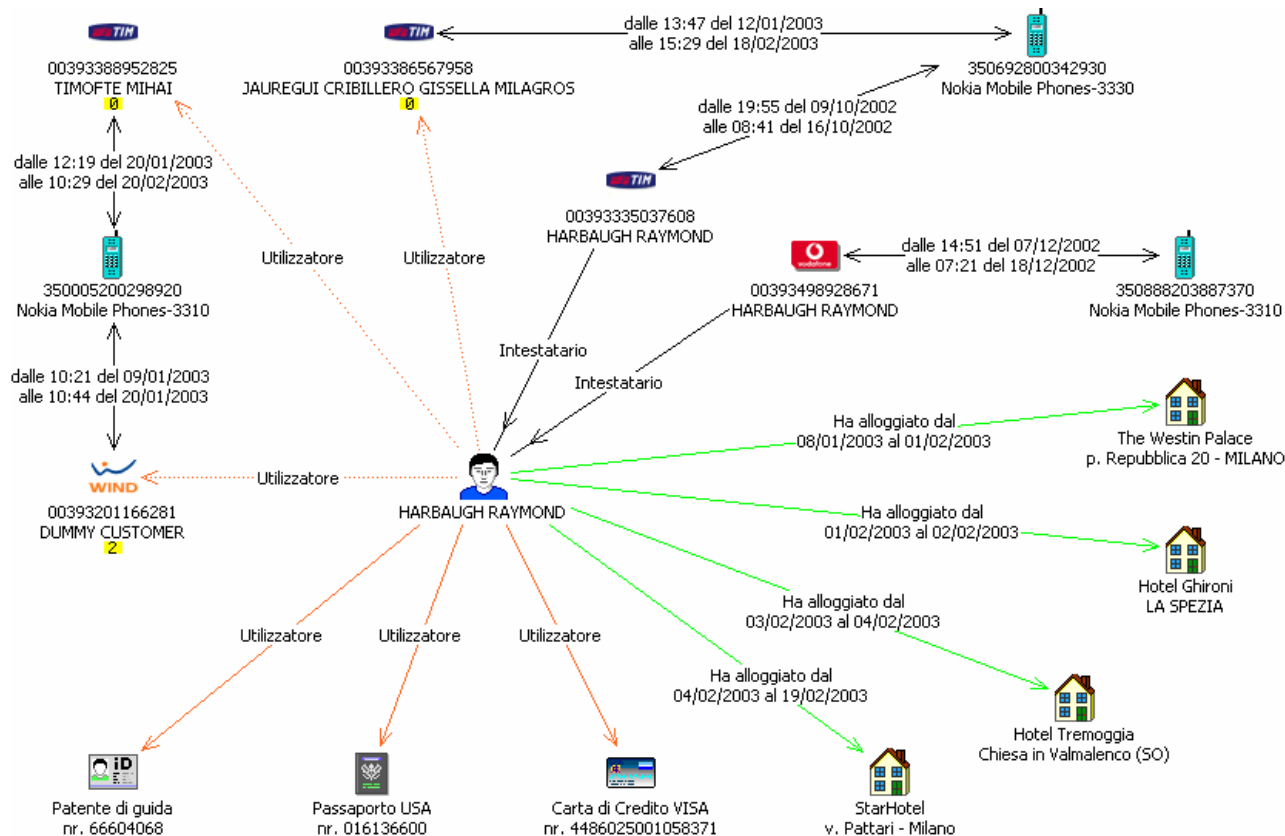 TIM
00393388952825
TIMOFTE MIHAI
0
TIM
00393386567958
JAUREGUI CRIBILLERO GISSELLA MILAGROS
0
dalle 13:47 del 12/01/2003
alle 15:29 del 18/02/2003
350692800342930
Nokia Mobile Phones-3330
dalle 19:55 del 09/10/2002
alle 08:41 del 16/10/2002
dalle 12:19 del 20/01/2003
alle 10:29 del 20/02/2003
TIM
00393335037608
HARBAUGH RAYMOND
Utilizzatore
Utilizzatore
350005200298920
Nokia Mobile Phones-3310
vodafone
00393498928671
HARBAUGH RAYMOND
dalle 14:51 del 07/12/2002
alle 07:21 del 18/12/2002
350888203887370
Nokia Mobile Phones-3310
Intestatario
Intestatario
dalle 10:21 del 09/01/2003
alle 10:44 del 20/01/2003
Ha alloggiato dal
08/01/2003 al 01/02/2003
The Westin Palace
p. Repubblica 20 - MILANO
WIND
00393201166281
DUMMY CUSTOMER
2
Utilizzatore
HARBAUGH RAYMOND
Ha alloggiato dal
01/02/2003 al 02/02/2003
Hotel Ghironi
LA SPEZIA
Ha alloggiato dal
03/02/2003 al 04/02/2003
Utilizzatore
Utilizzatore
Utilizzatore
Ha alloggiato dal
04/02/2003 al 19/02/2003
Hotel Tremoggia
Chiesa in Valmalenco (SO)
iD
Patente di guida
nr. 66604068
Passaporto USA
nr. 016136600
Carta di Credito VISA
nr. 4486025001058371
StarHotel
v. Pattari - Milano